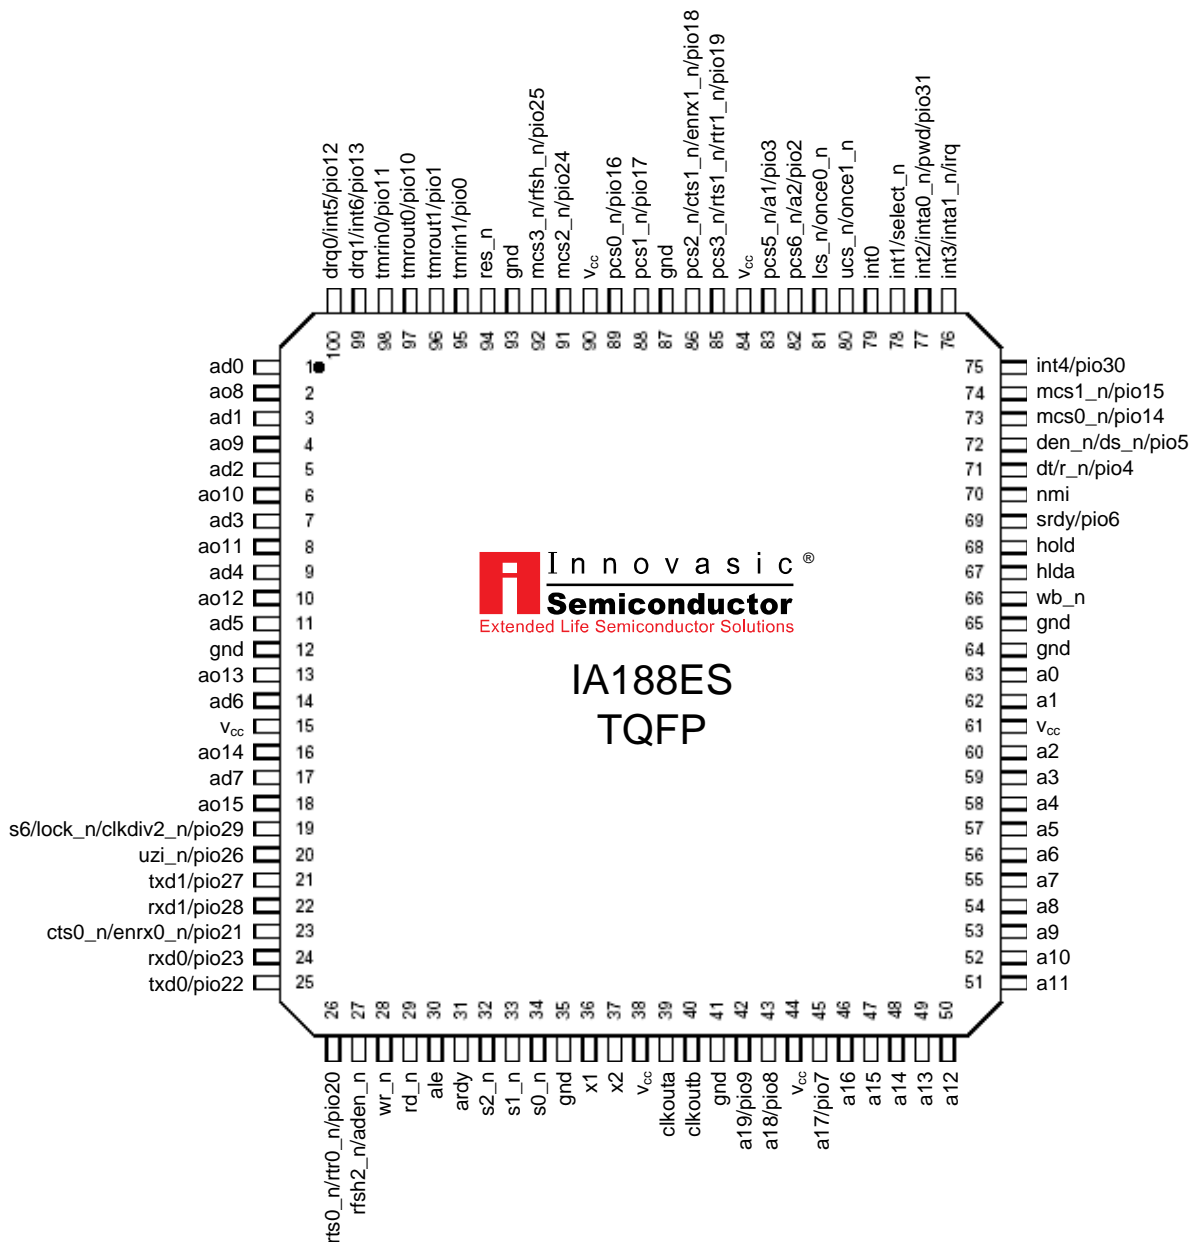 drq0/int5/pio12
drq1/int6/pio13
tmrin0/pio11
tmrout0/pio10
tmrout1/pio1
tmrin1/pio0
res_n
gnd
mcs3_n/rfsh_n/pio25
mcs2_n/pio24
vcc
pcs0_n/pio16
pcs1_n/pio17
gnd
pcs2_n/cts1_n/enrx1_n/pio18
pcs3_n/rts1_n/rtr1_n/pio19
vcc
pcs5_n/a1/pio3
pcs6_n/a2/pio2
lcs_n/once0_n
ucs_n/once1_n
int0
int1/select_n
int2/inta0_n/pwd/pio31
int3/inta1_n/irq
100
99
98
97
96
95
94
93
92
91
90
89
88
87
86
85
84
83
82
81
80
79
78
77
76
ad0 1
ao8 2
ad1 3
ao9 4
ad2 5
ao10 6
ad3 7
ao11 8
ad4 9
ao12 10
ad5 11
gnd 12
ao13 13
ad6 14
vcc 15
ao14 16
ad7 17
ao15 18
s6/lock_n/clkdiv2_n/pio29 19
uzi_n/pio26 20
txd1/pio27 21
rxd1/pio28 22
cts0_n/enrx0_n/pio21 23
rxd0/pio23 24
txd0/pio22 25
i Innovasic®
Semiconductor
Extended Life Semiconductor Solutions
IA188ES
TQFP
75 int4/pio30
74 mcs1_n/pio15
73 mcs0_n/pio14
72 den_n/ds_n/pio5
71 dt/r_n/pio4
70 nmi
69 srdy/pio6
68 hold
67 hlda
66 wb_n
65 gnd
64 gnd
63 a0
62 a1
61 vcc
60 a2
59 a3
58 a4
57 a5
56 a6
55 a7
54 a8
53 a9
52 a10
51 a11
26
27
28
29
30
31
32
33
34
35
36
37
38
39
40
41
42
43
44
45
46
47
48
49
50
rts0_n/rtr0_n/pio20
rfsh2_n/aden_n
wr_n
rd_n
ale
ardy
s2_n
s1_n
s0_n
gnd
x1
x2
vcc
clkouta
clkoutb
gnd
a19/pio9
a18/pio8
vcc
a17/pio7
a16
a15
a14
a13
a12